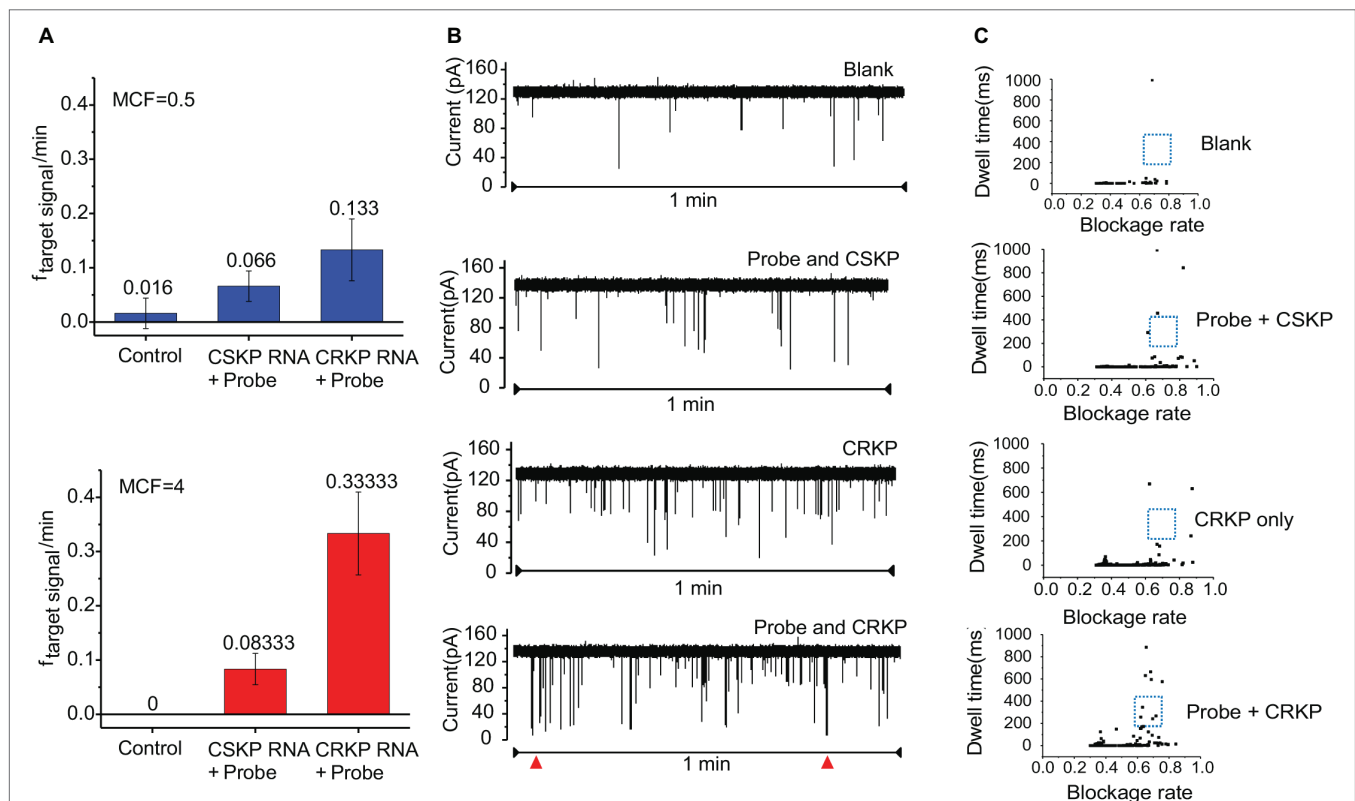 A
MCF=0.5
f target signal/min
0.4
0.3
0.2
0.1
0.0
0.016
0.066
0.133
Control
CSKP RNA
+ Probe
CRKP RNA
+ Probe
MCF=4
f target signal/min
0.4
0.3
0.2
0.1
0.0
0
0.08333
0.33333
Control
CSKP RNA
+ Probe
CRKP RNA
+ Probe
B
Blank
Current (pA)
160
120
80
40
0
1 min
Probe and CSKP
Current(pA)
160
120
80
40
0
1 min
CRKP
Current(pA)
160
120
80
40
0
1 min
Probe and CRKP
Current(pA)
160
120
80
40
0
1 min
C
Dwell time(ms)
1000
800
600
400
200
0
0.0 0.2 0.4 0.6 0.8 1.0
Blockage rate
Blank
Dwell time(ms)
1000
800
600
400
200
0
0.0 0.2 0.4 0.6 0.8 1.0
Blockage rate
Probe + CSKP
Dwell time(ms)
1000
800
600
400
200
0
0.0 0.2 0.4 0.6 0.8 1.0
Blockage rate
CRKP only
Dwell time(ms)
1000
800
600
400
200
0
0.0 0.2 0.4 0.6 0.8 1.0
Blockage rate
Probe + CRKP